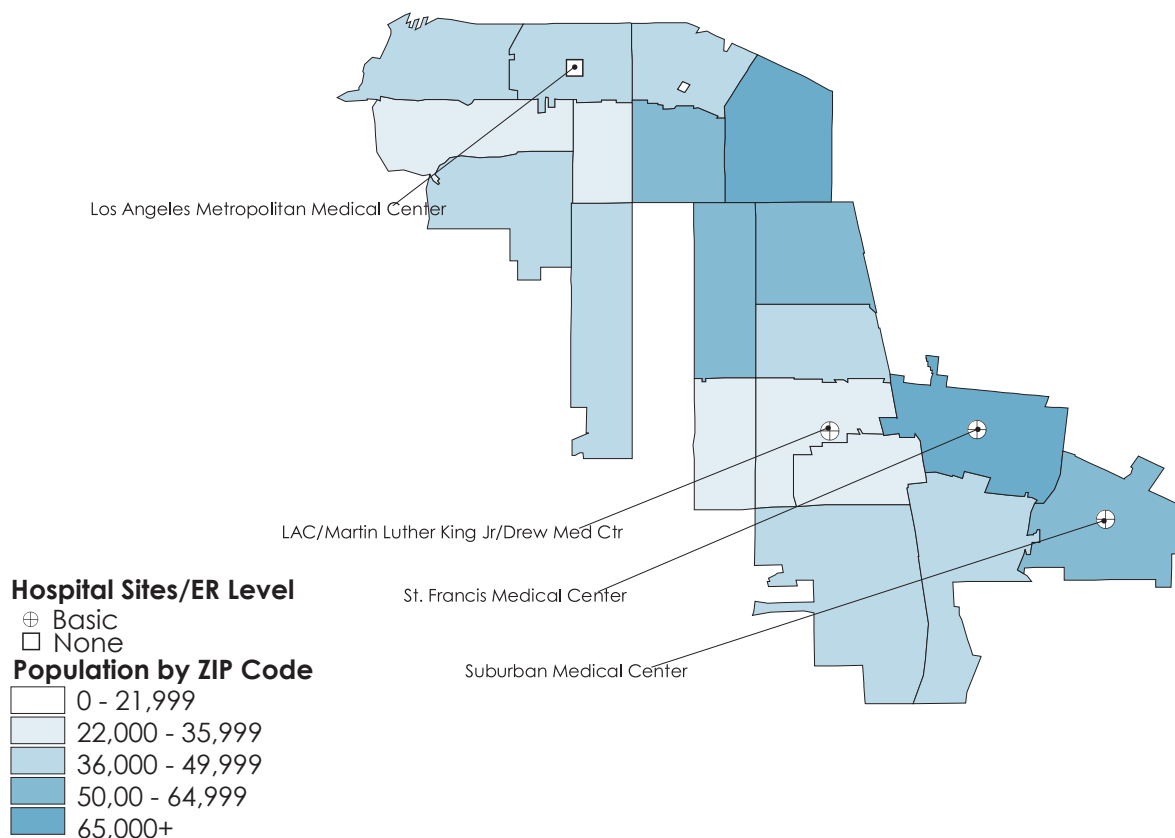 Los Angeles Metropolitan Medical Center
LAC/Martin Luther King Jr/Drew Med Ctr
St. Francis Medical Center
Suburban Medical Center
Hospital Sites/ER Level
Basic
None
Population by ZIP Code
0 - 21,999
22,000 - 35,999
36,000 - 49,999
50,00 - 64,999
65,000+